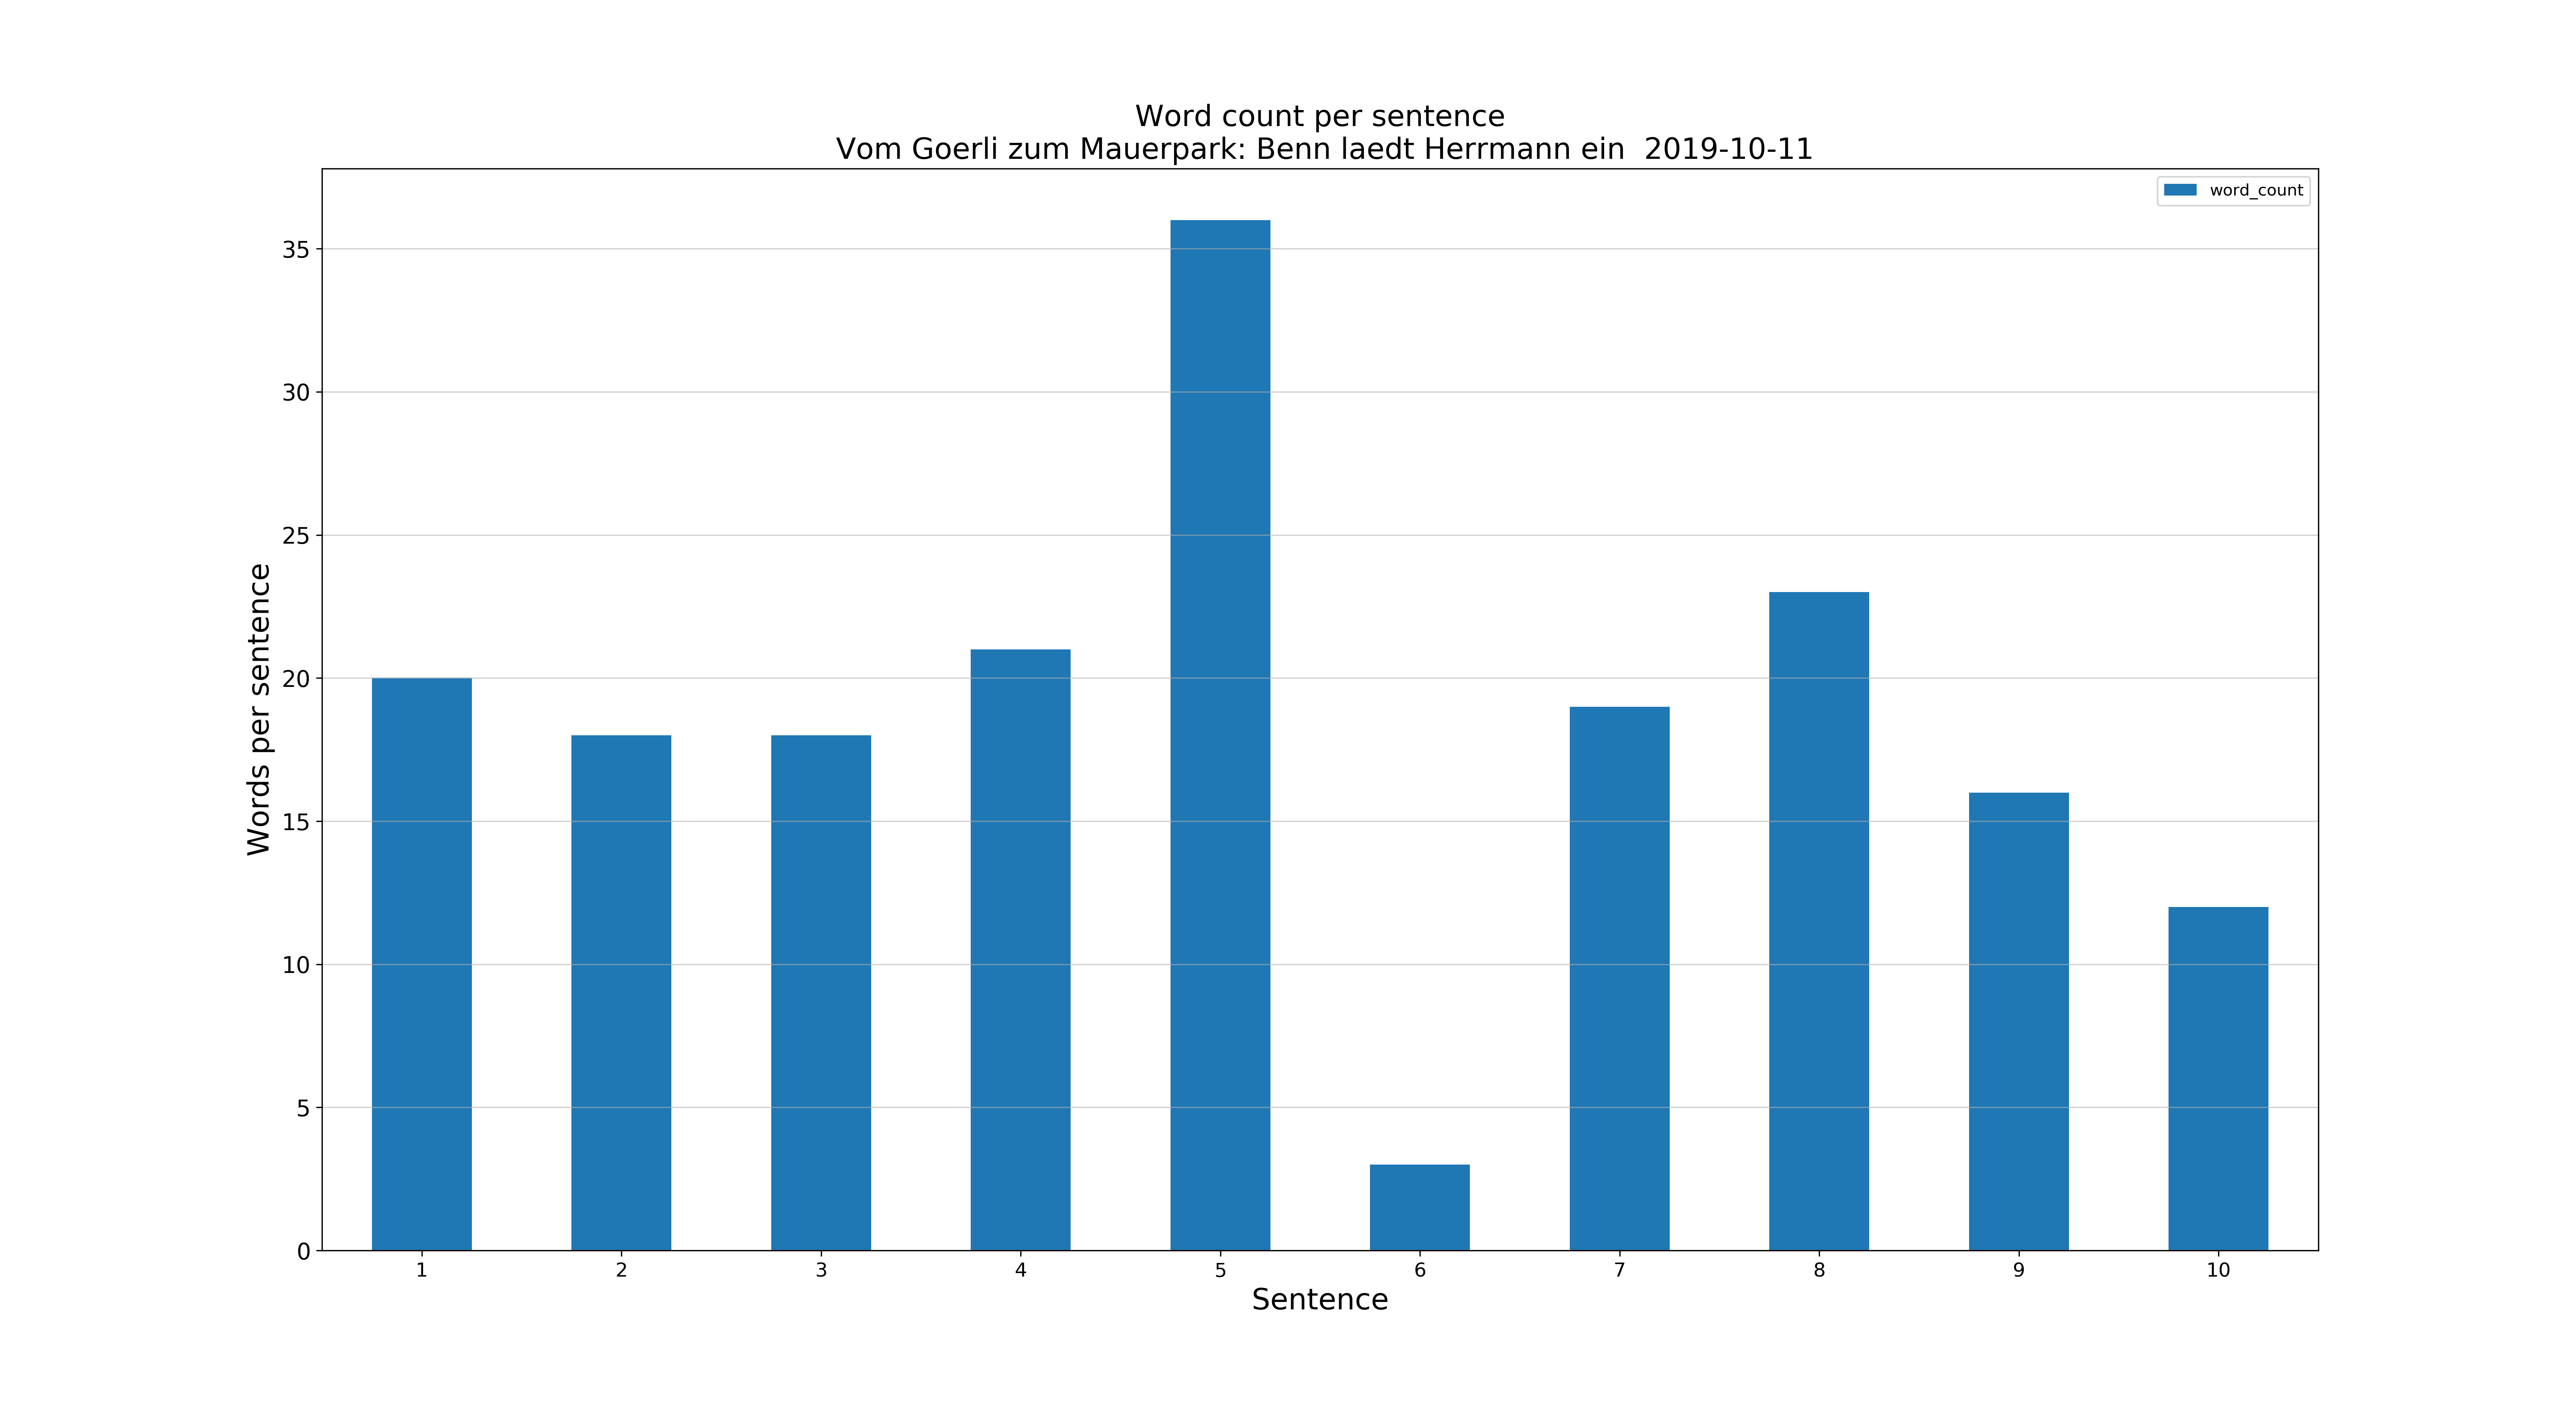 Word count per sentence
Vom Goerli zum Mauerpark: Benn laedt Herrmann ein  2019-10-11
word_count
Words per sentence
35
30
25
20
15
10
5
0
1 2 3 4 5 6 7 8 9 10
Sentence